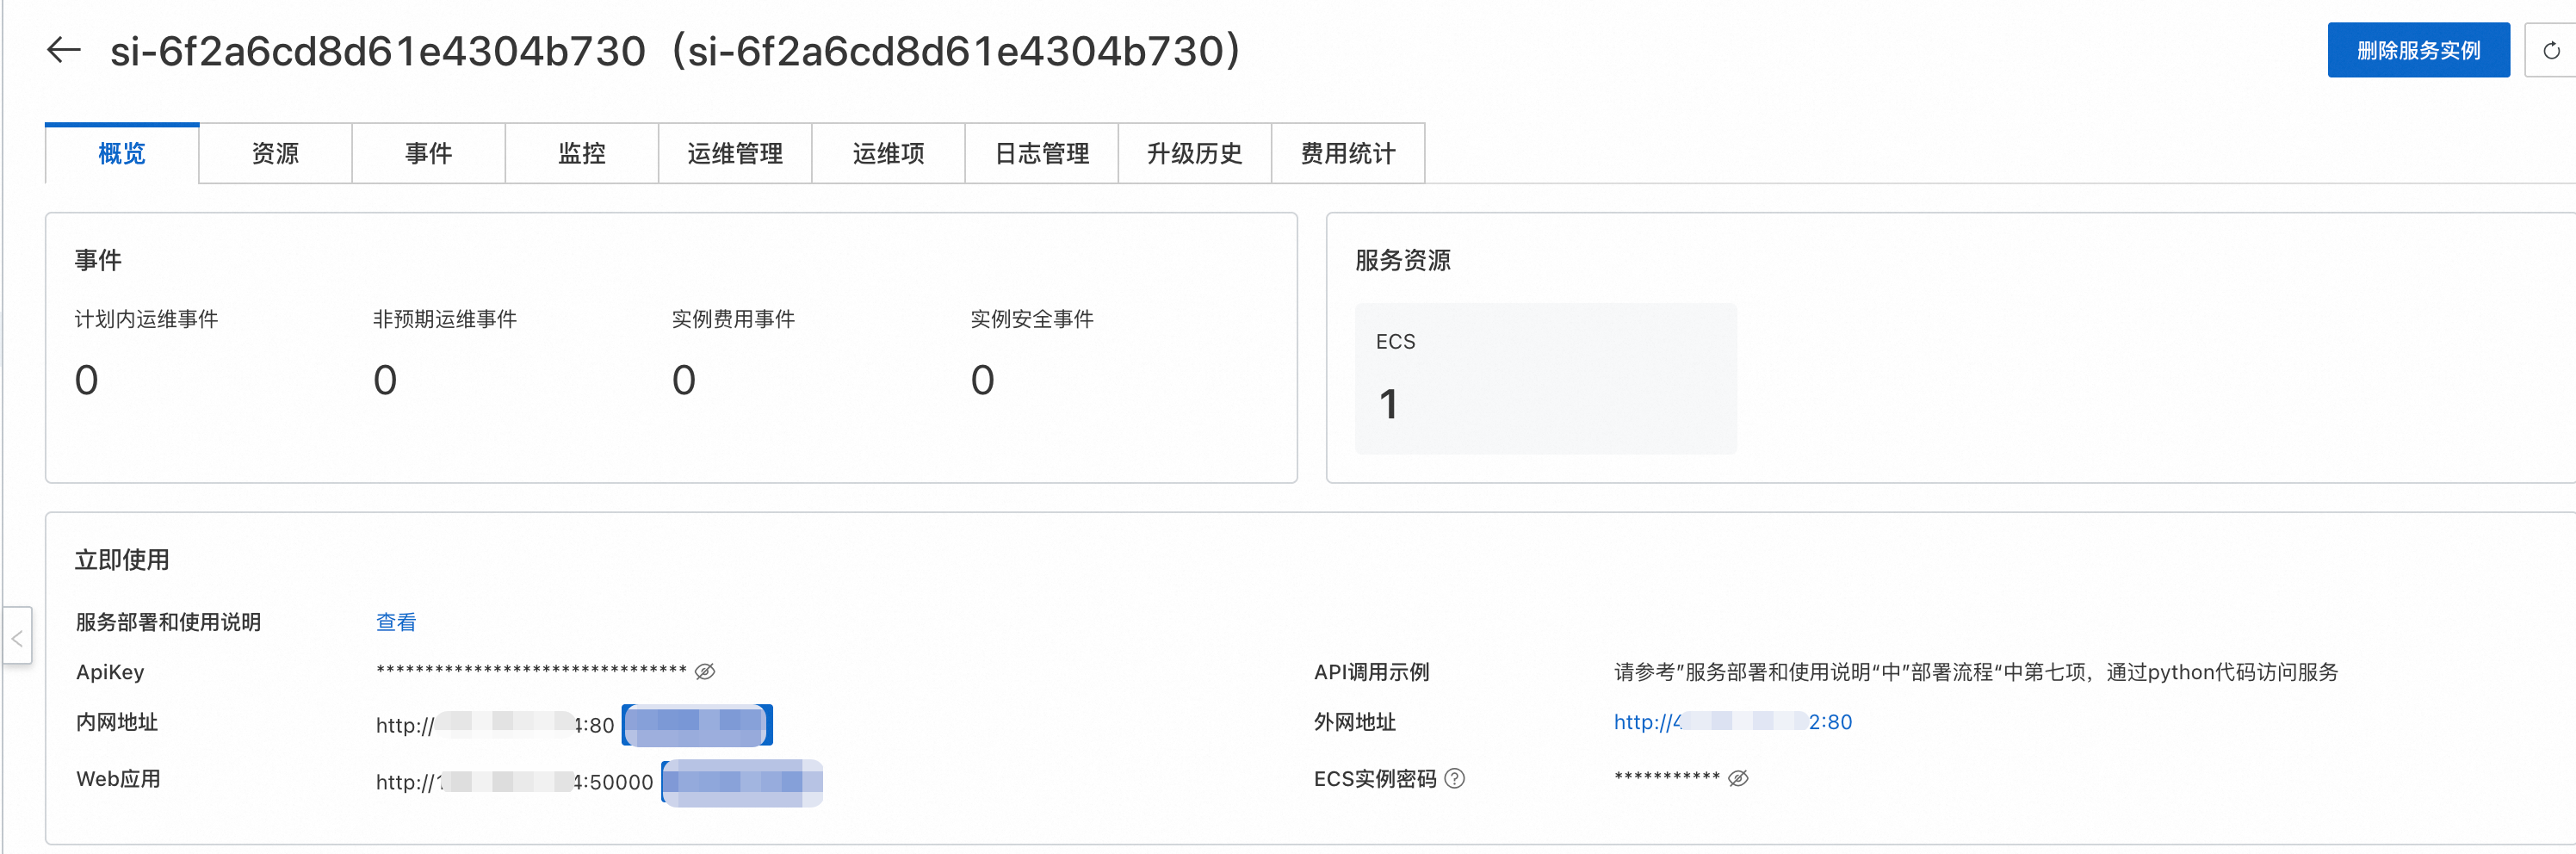 si-6f2a6cd8d61e4304b730（si-6f2a6cd8d61e4304b730）
删除服务实例
概览 资源 事件 监控 运维管理 运维项 日志管理 升级历史 费用统计
事件
计划内运维事件 非预期运维事件 实例费用事件 实例安全事件
0 0 0 0
服务资源
ECS
1
立即使用
服务部署和使用说明 查看
ApiKey ********************************
API调用示例 请参考”服务部署和使用说明“中”部署流程“中第七项，通过python代码访问服务
内网地址 http:// 4:80
外网地址 http://4 2:80
Web应用 http://1 4:50000
ECS实例密码 ***********